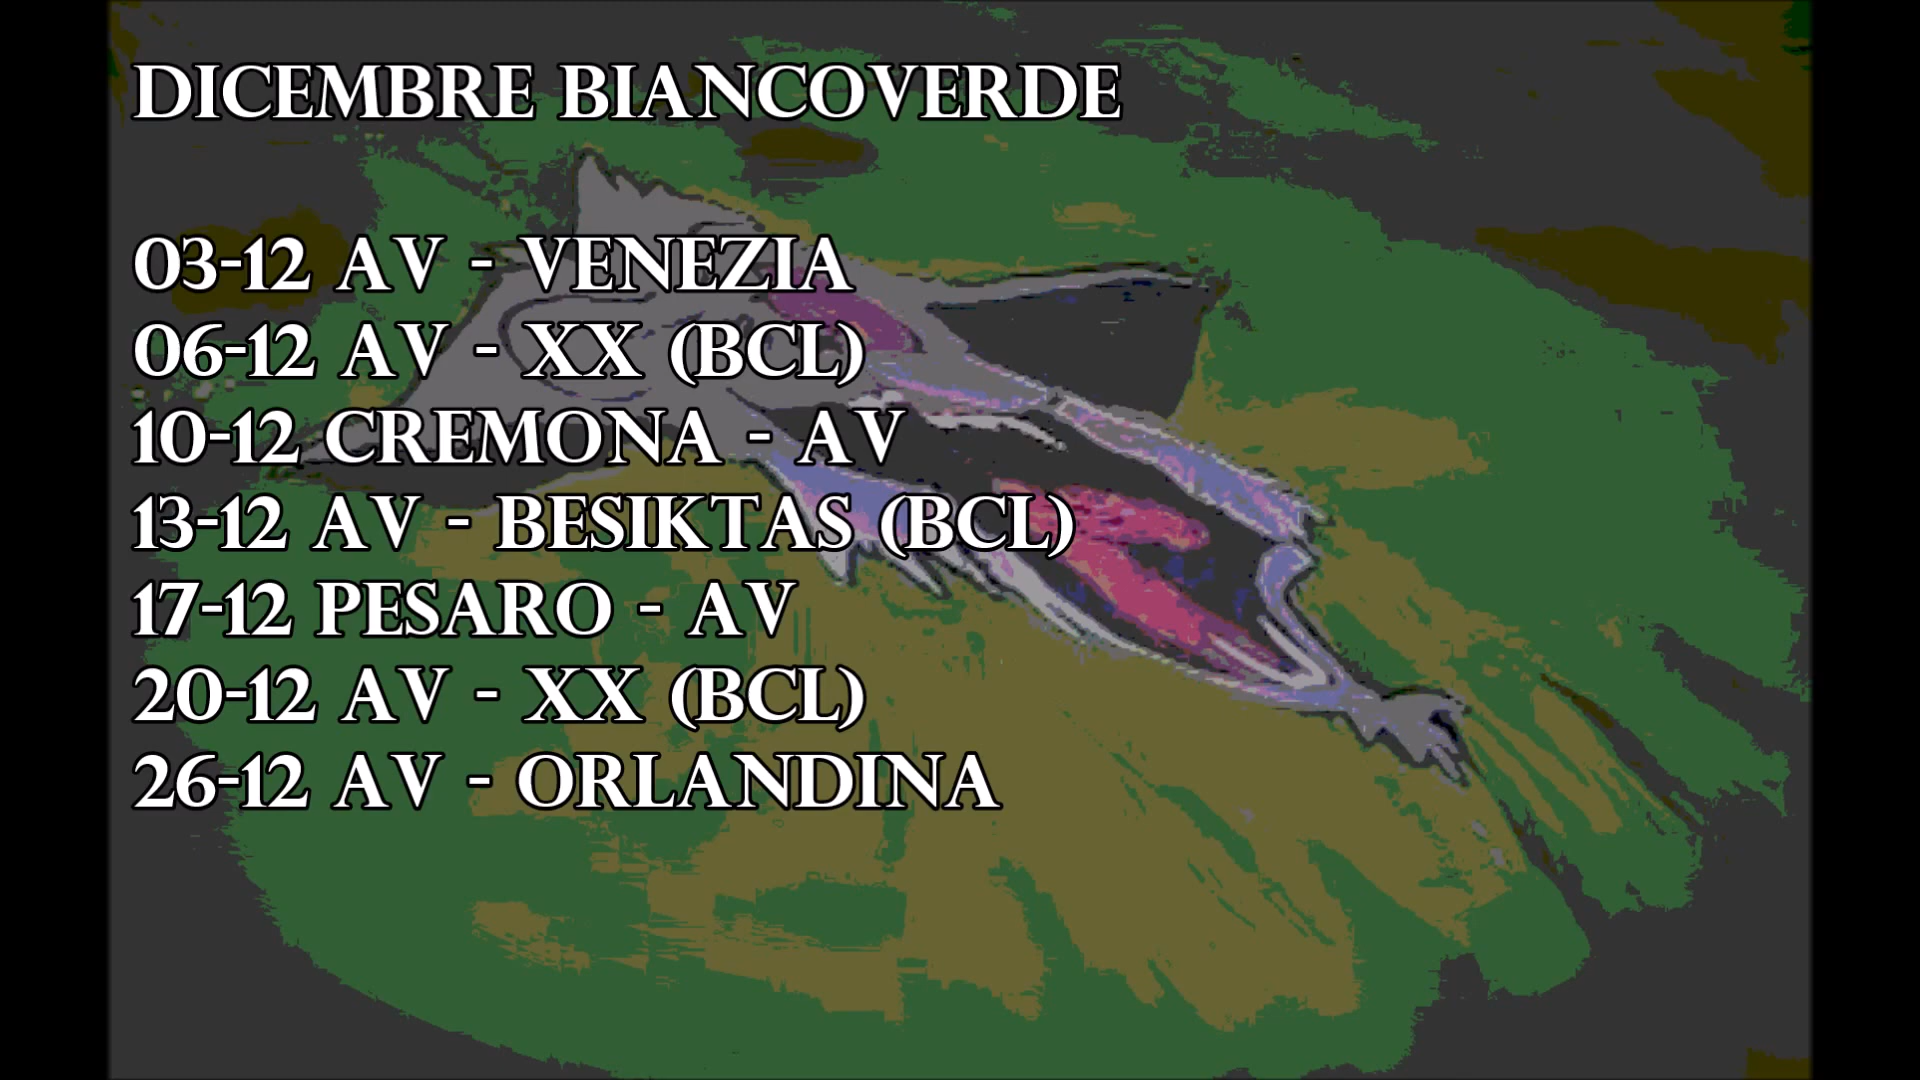 DICEMBRE BIANCOVERDE
03-12 AV - VENEZIA
06-12 AV - XX (BCL)
10-12 CREMONA - AV
13-12 AV - BESIKTAS (BCL)
17-12 PESARO - AV
20-12 AV - XX (BCL)
26-12 AV - ORLANDINA